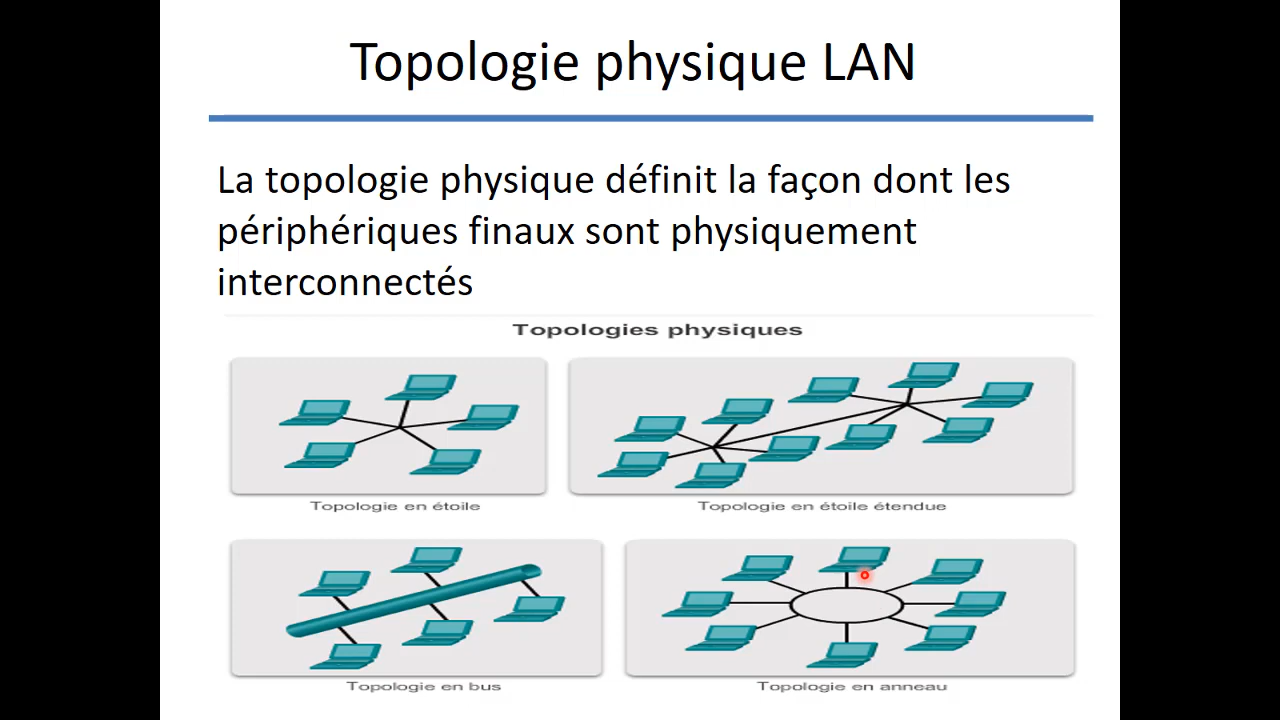 Topologie physique LAN
La topologie physique définit la façon dont les
périphériques finaux sont physiquement
interconnectés
Topologies physiques
Topologie en étoile
Topologie en étoile étendue
Topologie en bus
Topologie en anneau